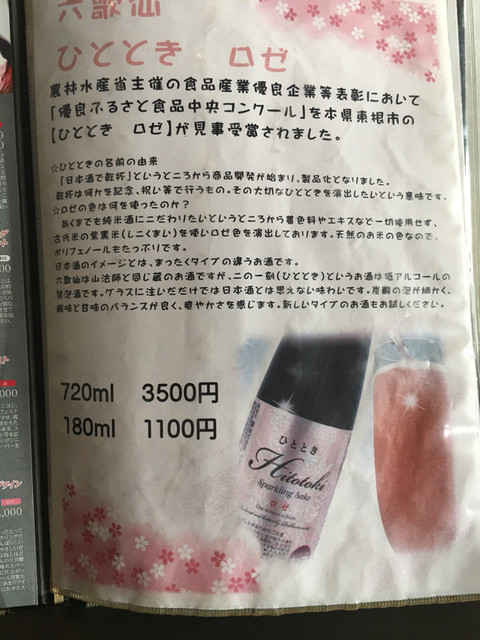 六歌仙
ひととき ロゼ
農林水産省主催の食品産業優良企業等表彰において
「優良ふるさと食品中央コンクール」を本県東根市の
【ひととき ロゼ】が見事受賞されました。
☆ひとときの名前の由来
「日本酒で乾杯」というところから商品開発が始まり、製品化となりました。
乾杯は何かを記念、祝い等で行うもの。その大切なひとときを演出したいという意味です。
☆ロゼの色は何を使ったのか？
あくまでも純米酒にこだわりたいというところから着色料やエキスなど一切使用せず、
古代米の紫黒米(しこくまい)を使いロゼ色を演出しております。天然のお米の色なので、
ポリフェノールもたっぷりです。
日本酒のイメージとは、まったくタイプの違うお酒です。
六歌仙は山法師と同じ蔵のお酒ですが、この一刻(ひととき)というお酒は低アルコールの
発泡酒です。グラスに注いだだけでは日本酒とは思えない味わいです。炭酸の泡が細かく、
酸味と甘味のバランスが良く、爽やかさを感じます。新しいタイプのお酒もお試しください。
720ml 3500円
180ml 1100円
ひととき
Hitotoki
Sparkling Sake
ロゼ